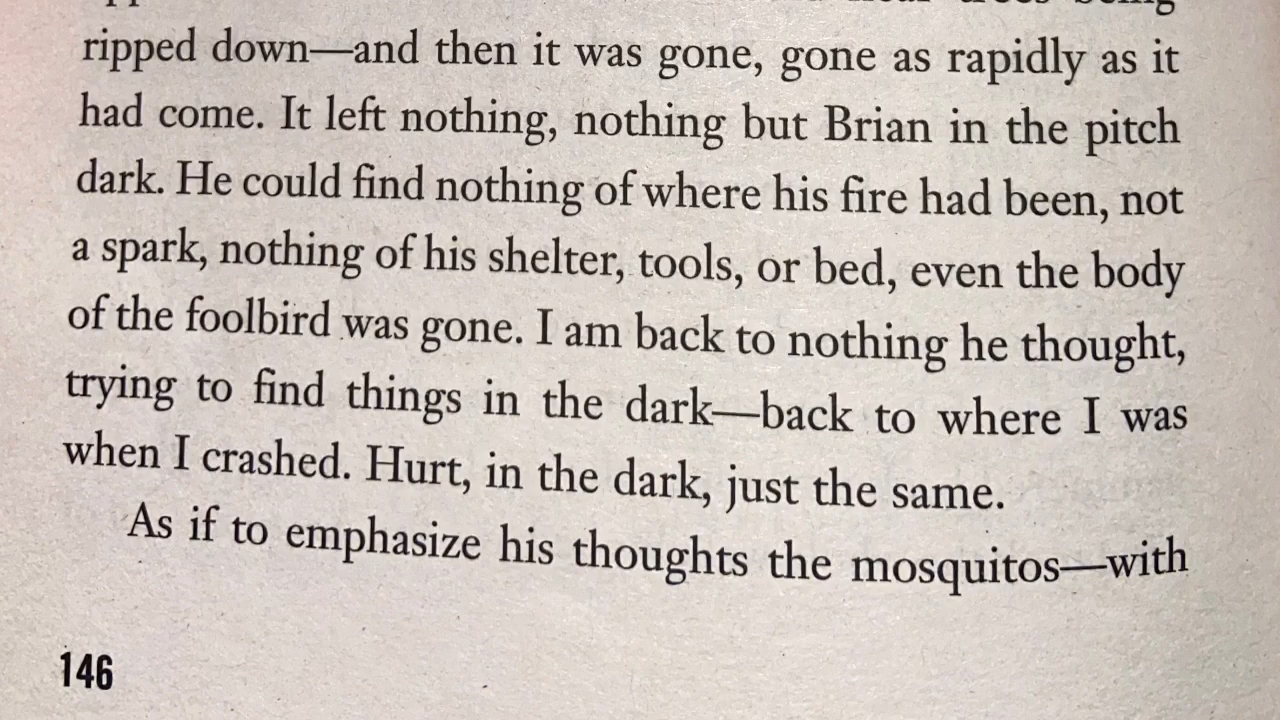 ripped down—and then it was gone, gone as rapidly as it
had come. It left nothing, nothing but Brian in the pitch
dark. He could find nothing of where his fire had been, not
a spark, nothing of his shelter, tools, or bed, even the body
of the foolbird was gone. I am back to nothing he thought,
trying to find things in the dark—back to where I was
when I crashed. Hurt, in the dark, just the same.
As if to emphasize his thoughts the mosquitos—with
146